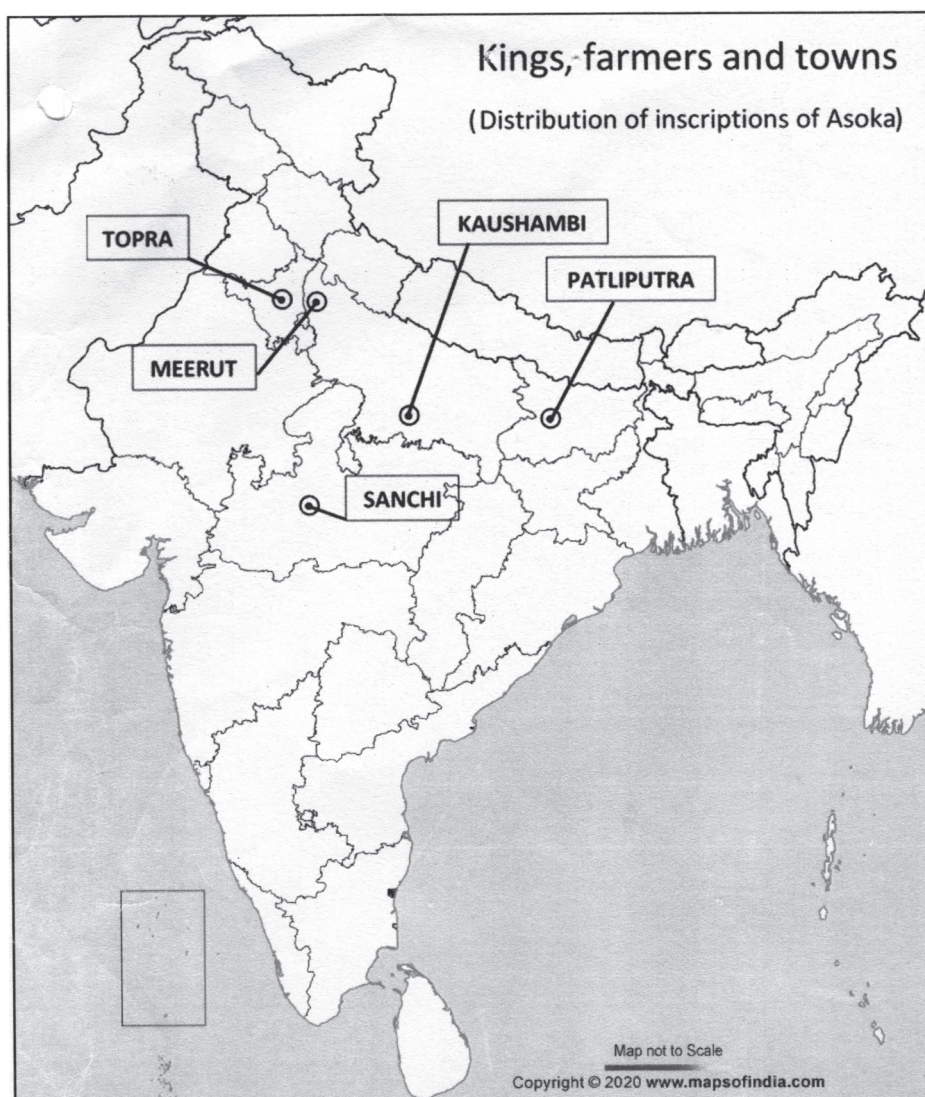 Kings, farmers and towns
(Distribution of inscriptions of Asoka)
KAUSHAMBI
TOPRA
PATLIPUTRA
MEERUT
SANCHI
Map not to Scale
Copyright © 2020 www.mapsofindia.com